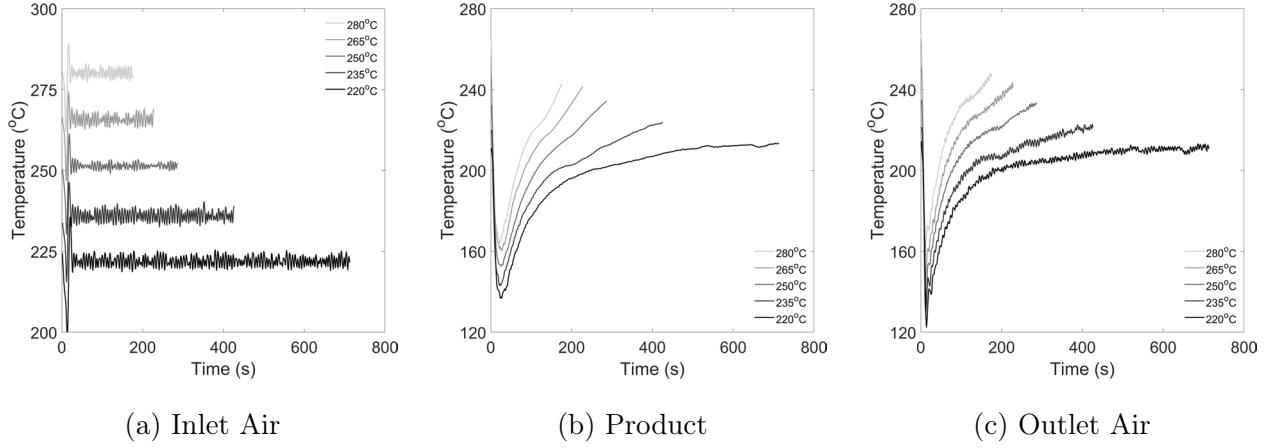 300
275
250
225
200
Temperature (°C)
0 200 400 600 800
Time (s)
280°C
265°C
250°C
235°C
220°C
(a) Inlet Air
280
240
200
160
120
Temperature (°C)
0 200 400 600 800
Time (s)
280°C
265°C
250°C
235°C
220°C
(b) Product
280
240
200
160
120
Temperature (°C)
0 200 400 600 800
Time (s)
280°C
265°C
250°C
235°C
220°C
(c) Outlet Air